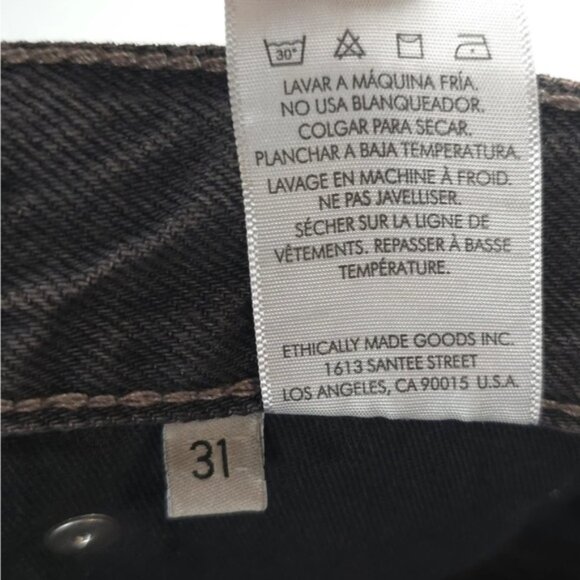 30°
LAVAR A MÁQUINA FRÍA.
NO USA BLANQUEADOR.
COLGAR PARA SECAR.
PLANCHAR A BAJA TEMPERATURA.
LAVAGE EN MACHINE À FROID.
NE PAS JAVELLISER.
SÉCHER SUR LA LIGNE DE
VÊTEMENTS. REPASSER À BASSE
TEMPÉRATURE.
ETHICALLY MADE GOODS INC.
1613 SANTEE STREET
LOS ANGELES, CA 90015 U.S.A.
31